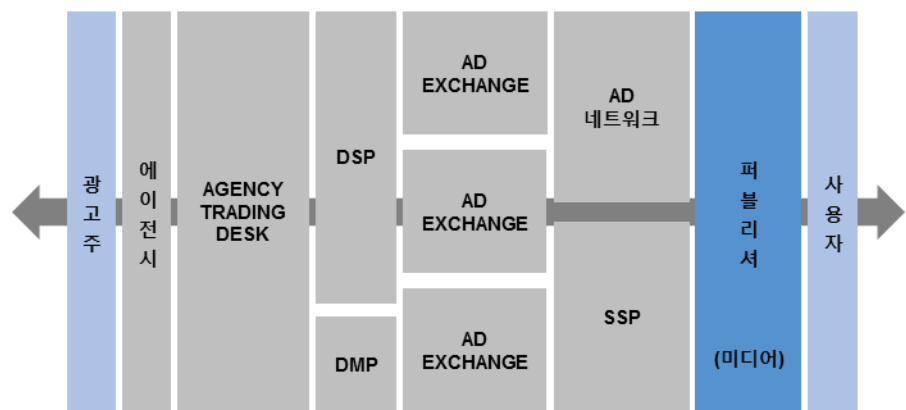 광고주
에이전시
AGENCY
TRADING
DESK
DSP
DMP
AD
EXCHANGE
AD
EXCHANGE
AD
EXCHANGE
AD
네트워크
SSP
퍼블리셔
(미디어)
사용자